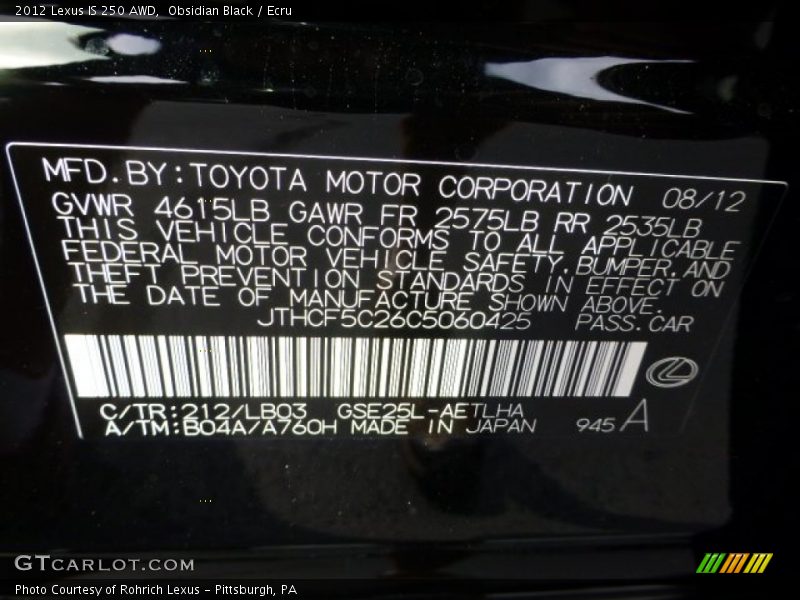 2012 Lexus IS 250 AWD,  Obsidian Black / Ecru
MFD.BY:TOYOTA MOTOR CORPORATION 08/12
GVWR 4615LB GAWR FR 2575LB RR 2535LB
THIS VEHICLE CONFORMS TO ALL APPLICABLE
FEDERAL MOTOR VEHICLE SAFETY,BUMPER,AND
THEFT PREVENTION STANDARDS IN EFFECT ON
THE DATE OF MANUFACTURE SHOWN ABOVE.
JTHCF5C26C5060425 PASS.CAR
C/TR:212/LB03 GSE25L-AETLHA
A/TM:B04A/A760H MADE IN JAPAN 945 A
GTCARLOT.COM
Photo Courtesy of Rohrich Lexus - Pittsburgh, PA